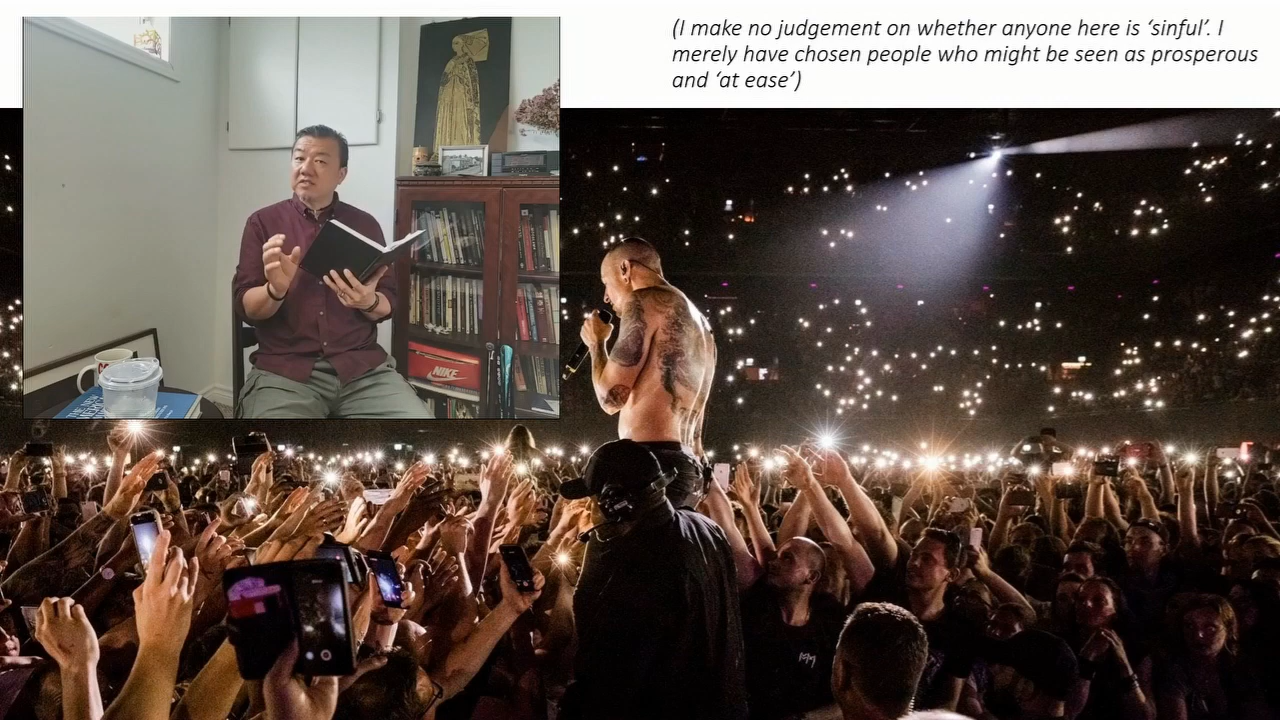 (I make no judgement on whether anyone here is ‘sinful’. I
merely have chosen people who might be seen as prosperous
and ‘at ease’)
NIKE